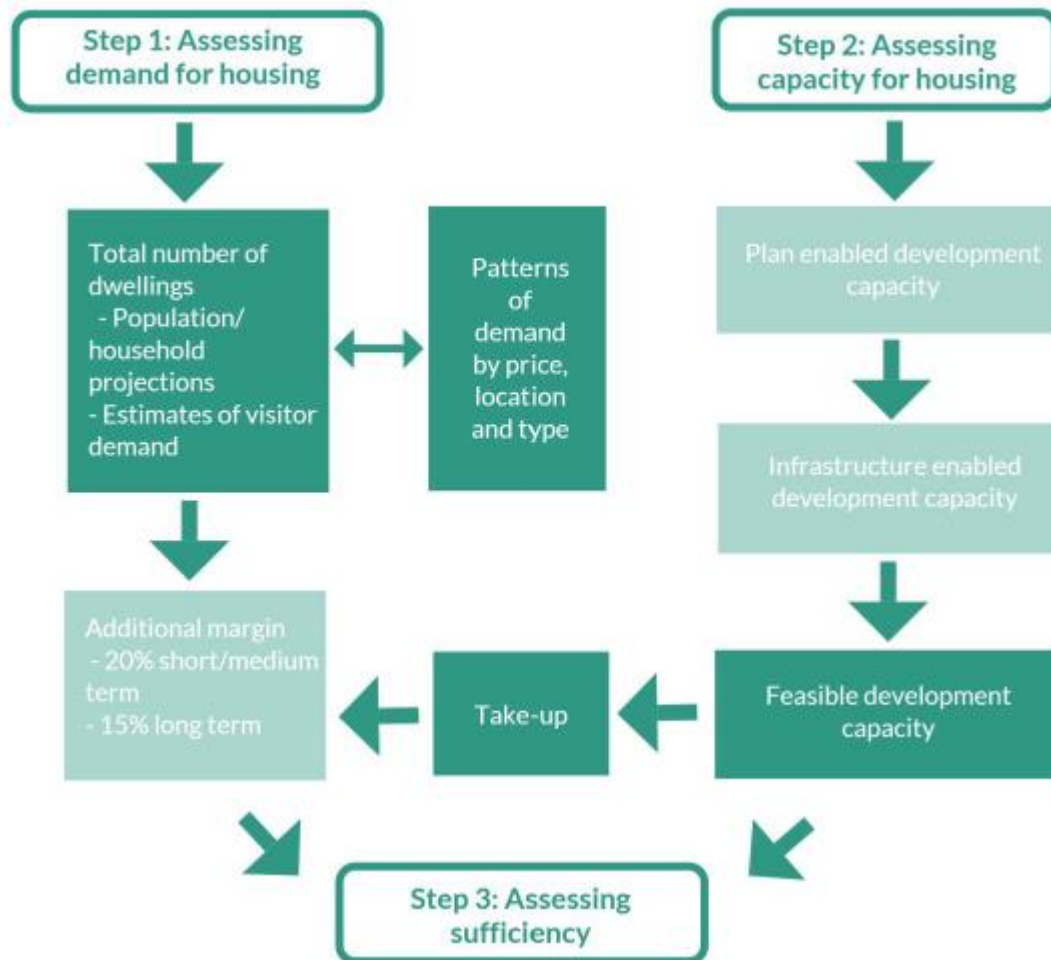 Step 1: Assessing
demand for housing
Total number of
dwellings
- Population/
household
projections
- Estimates of visitor
demand
Patterns
of
demand
by price,
location
and type
Additional margin
- 20% short/medium
term
- 15% long term
Take-up
Step 2: Assessing
capacity for housing
Plan enabled development
capacity
Infrastructure enabled
development capacity
Feasible development
capacity
Step 3: Assessing
sufficiency